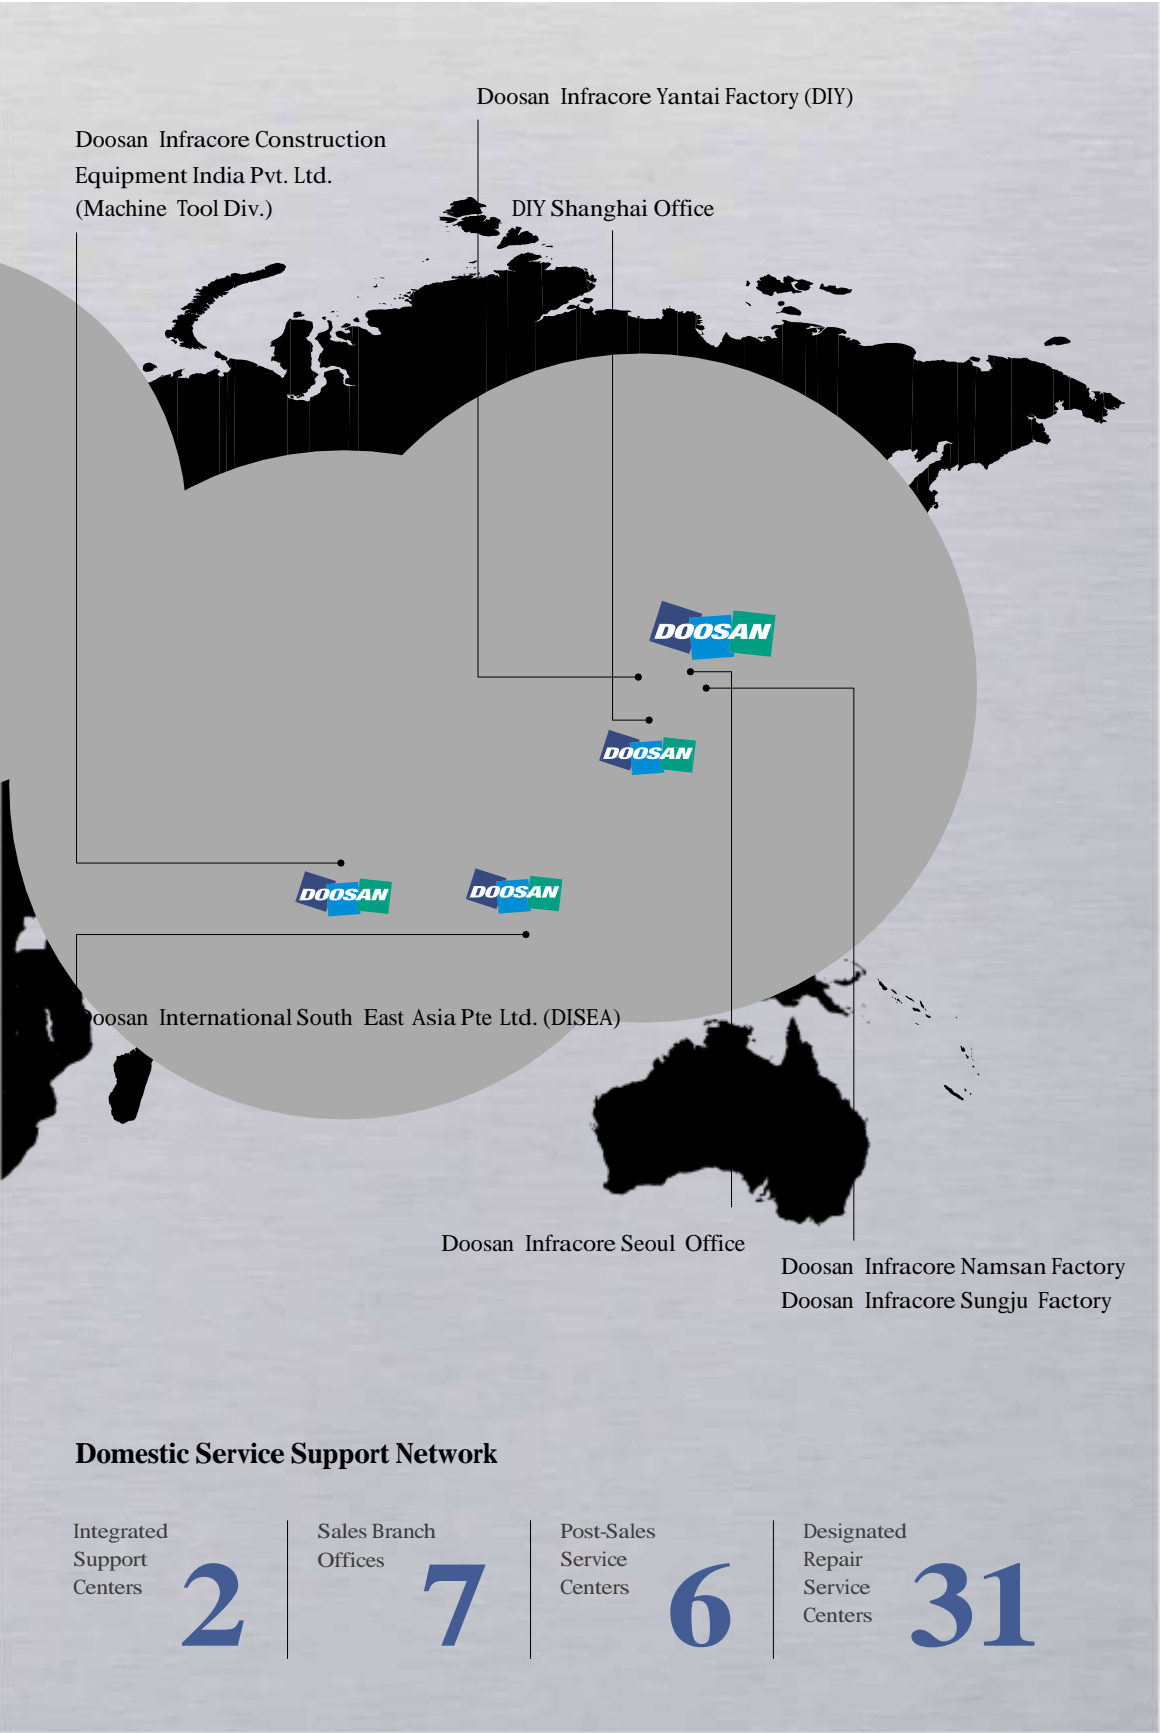 Doosan Infracore Yantai Factory (DIY)
Doosan Infracore Construction
Equipment India Pvt. Ltd.
(Machine Tool Div.)
DIY Shanghai Office
DOOSAN
DOOSAN
DOOSAN
DOOSAN
Doosan International South East Asia Pte Ltd. (DISEA)
Doosan Infracore Seoul Office
Doosan Infracore Namsan Factory
Doosan Infracore Sungju Factory
Domestic Service Support Network
Integrated
Support
Centers
2
Sales Branch
Offices
7
Post-Sales
Service
Centers
6
Designated
Repair
Service
Centers
31